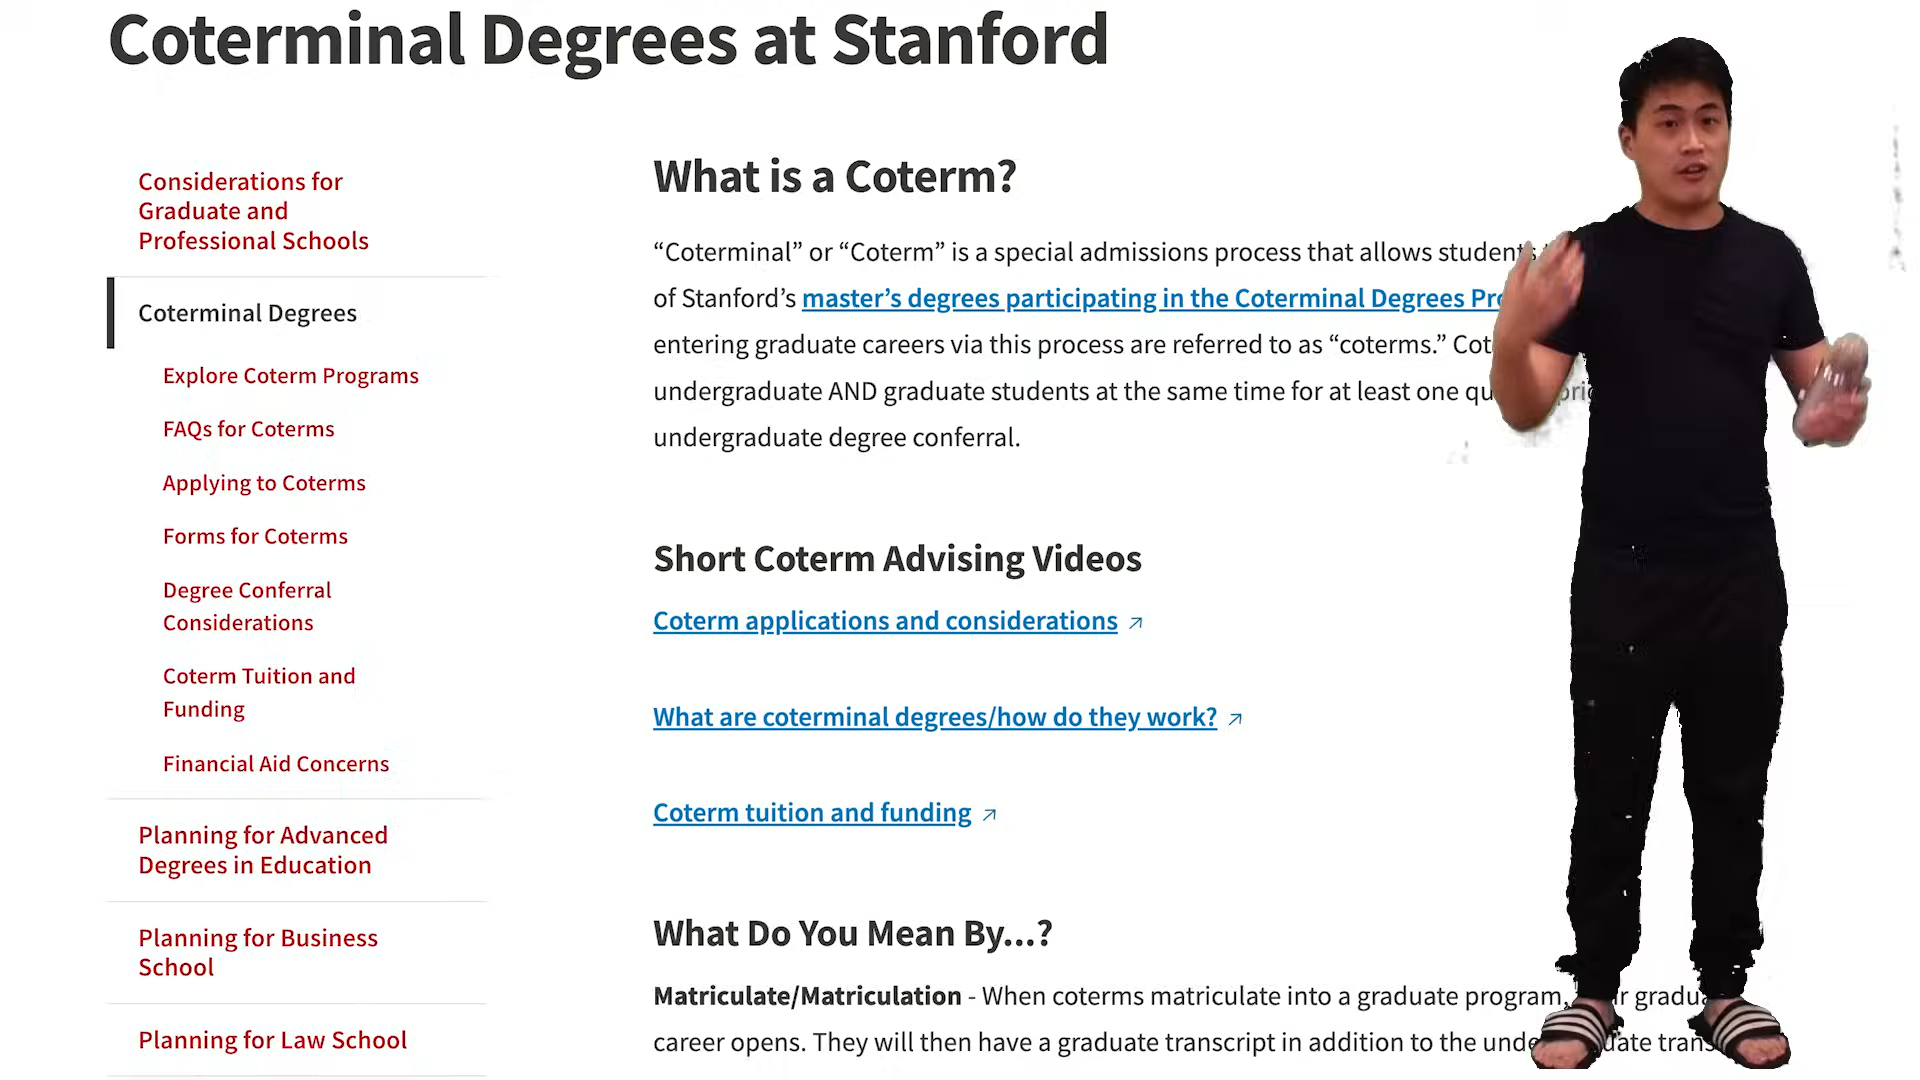 Coterminal Degrees at Stanford
Considerations for
Graduate and
Professional Schools
Coterminal Degrees
Explore Coterm Programs
FAQs for Coterms
Applying to Coterms
Forms for Coterms
Degree Conferral
Considerations
Coterm Tuition and
Funding
Financial Aid Concerns
Planning for Advanced
Degrees in Education
Planning for Business
School
Planning for Law School
What is a Coterm?
“Coterminal” or “Coterm” is a special admissions process that allows students
of Stanford’s master’s degrees participating in the Coterminal Degrees
entering graduate careers via this process are referred to as “coterms.”
undergraduate AND graduate students at the same time for at least one
undergraduate degree conferral.
Short Coterm Advising Videos
Coterm applications and considerations
What are coterminal degrees/how do they work?
Coterm tuition and funding
What Do You Mean By...?
Matriculate/Matriculation - When coterms matriculate into a graduate program,
career opens. They will then have a graduate transcript in addition to the